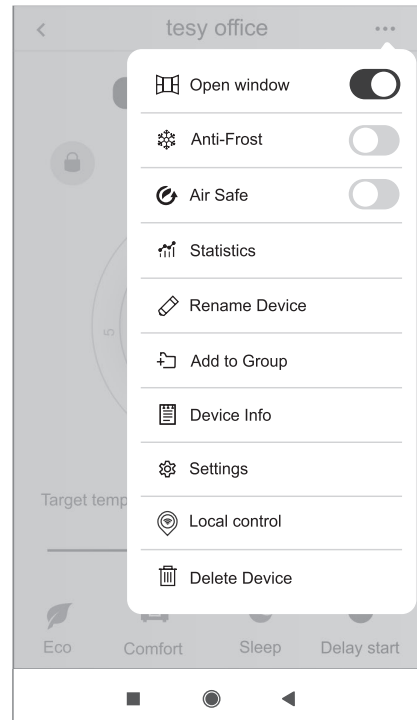 tesy office
Open window
Anti-Frost
Air Safe
Statistics
Rename Device
Add to Group
Device Info
Settings
Local control
Delete Device
5
Target temp
Eco
Comfort
Sleep
Delay start